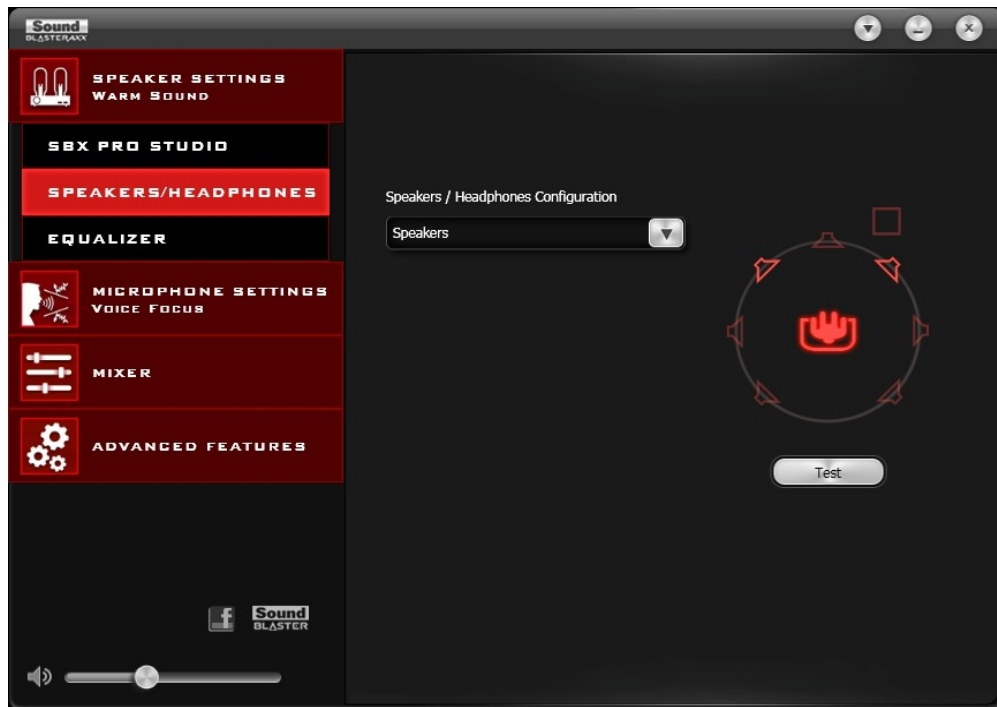 Sound
BLASTERAXX
SPEAKER SETTINGS
WARM SOUND
SBX PRO STUDIO
SPEAKERS/HEADPHONES
EQUALIZER
MICROPHONE SETTINGS
VOICE FOCUS
MIXER
ADVANCED FEATURES
Speakers / Headphones Configuration
Speakers
Test
f
Sound
BLASTER